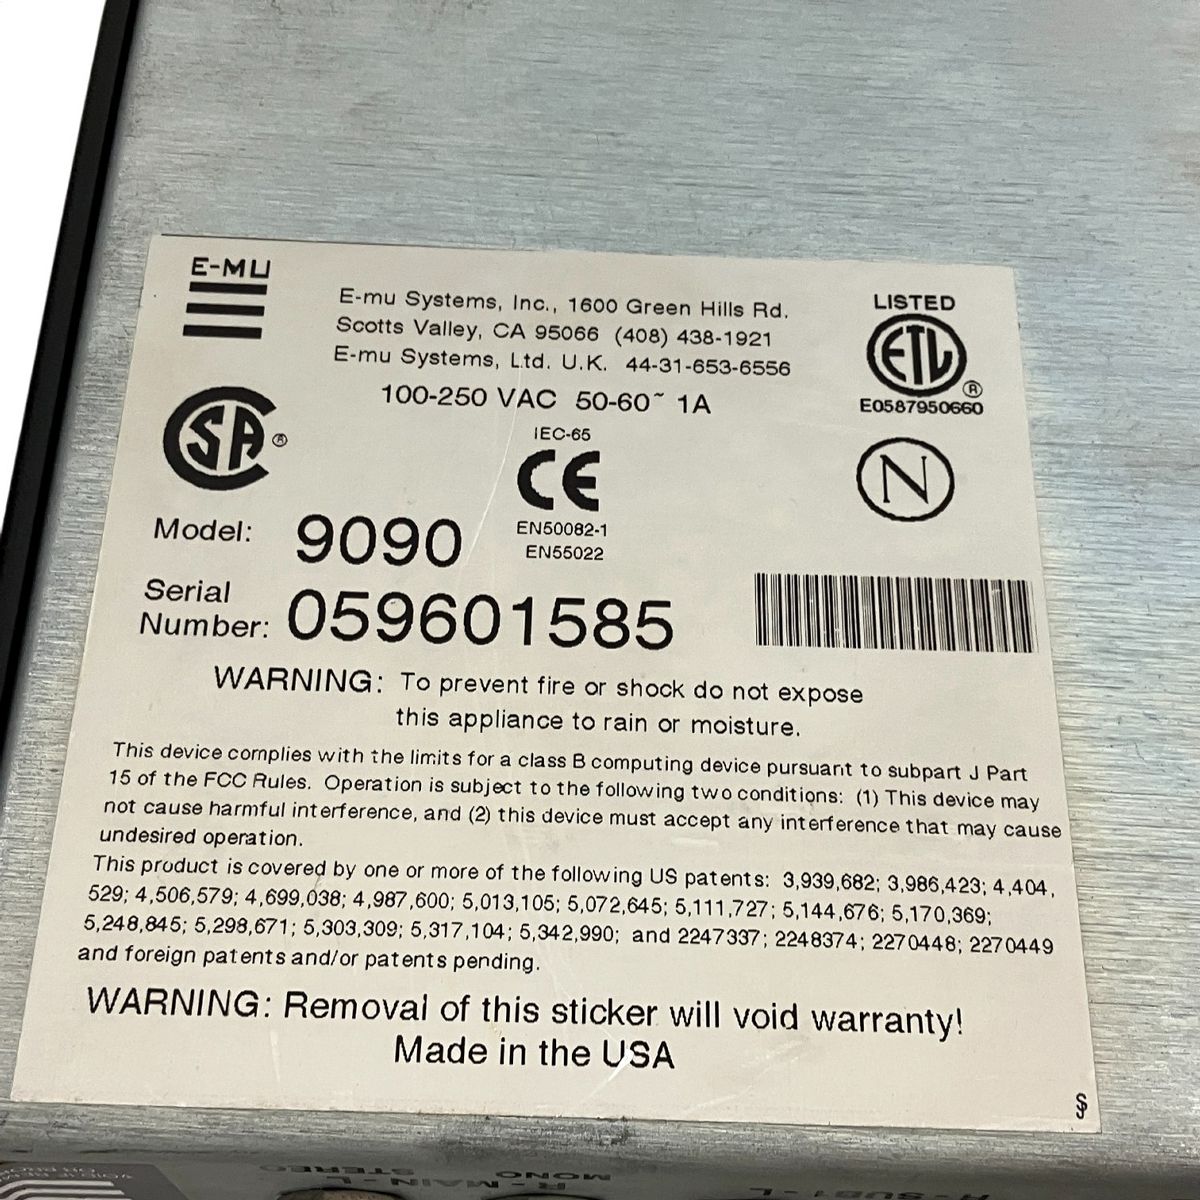 E-MU
E-mu Systems, Inc., 1600 Green Hills Rd.
Scotts Valley, CA 95066 (408) 438-1921
E-mu Systems, Ltd. U.K. 44-31-653-6556
100-250 VAC 50-60~ 1A
LISTED
ETL
®
E0587950660
SA ®
IEC-65
CE
EN50082-1
EN55022
N
Model: 9090
Serial
Number: 059601585
WARNING: To prevent fire or shock do not expose
this appliance to rain or moisture.
This device complies with the limits for a class B computing device pursuant to subpart J Part
15 of the FCC Rules. Operation is subject to the following two conditions: (1) This device may
not cause harmful interference, and (2) this device must accept any interference that may cause
undesired operation.
This product is covered by one or more of the following US patents: 3,939,682; 3,986,423; 4,404,
529; 4,506,579; 4,699,038; 4,987,600; 5,013,105; 5,072,645; 5,111,727; 5,144,676; 5,170,369;
5,248,845; 5,298,671; 5,303,309; 5,317,104; 5,342,990; and 2247337; 2248374; 2270448; 2270449
and foreign patents and/or patents pending.
WARNING: Removal of this sticker will void warranty!
Made in the USA
STEREO
MONO
R - MAIN - L
R - SUB1 - L